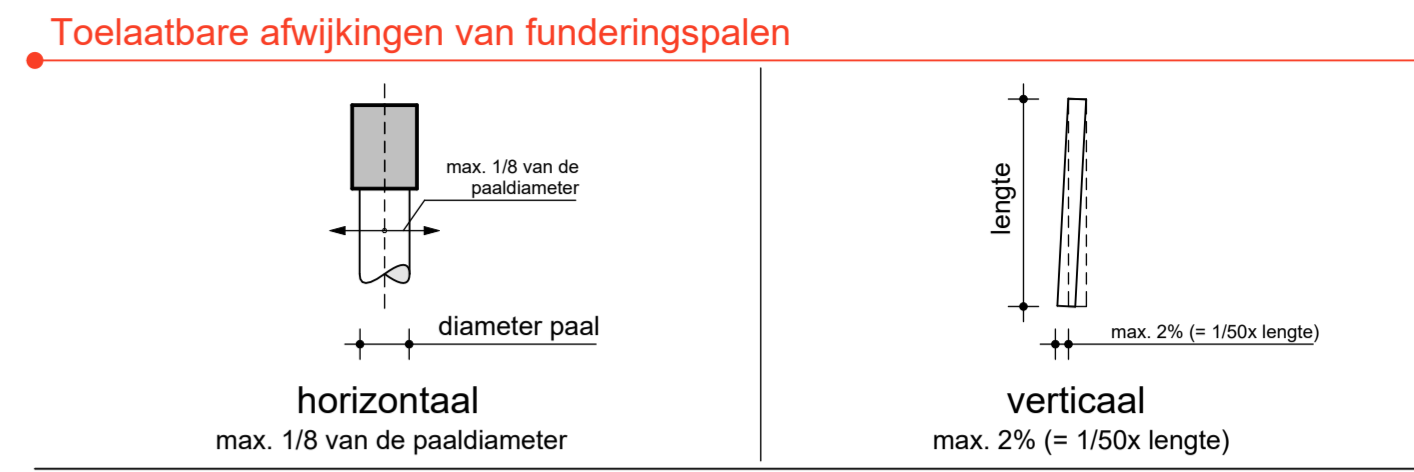 Toelaatbare afwijkingen van funderingspalen
max. 1/8 van de
paaldiameter
diameter paal
horizontaal
max. 1/8 van de paaldiameter
lengte
max. 2% (= 1/50x lengte)
verticaal
max. 2% (= 1/50x lengte)